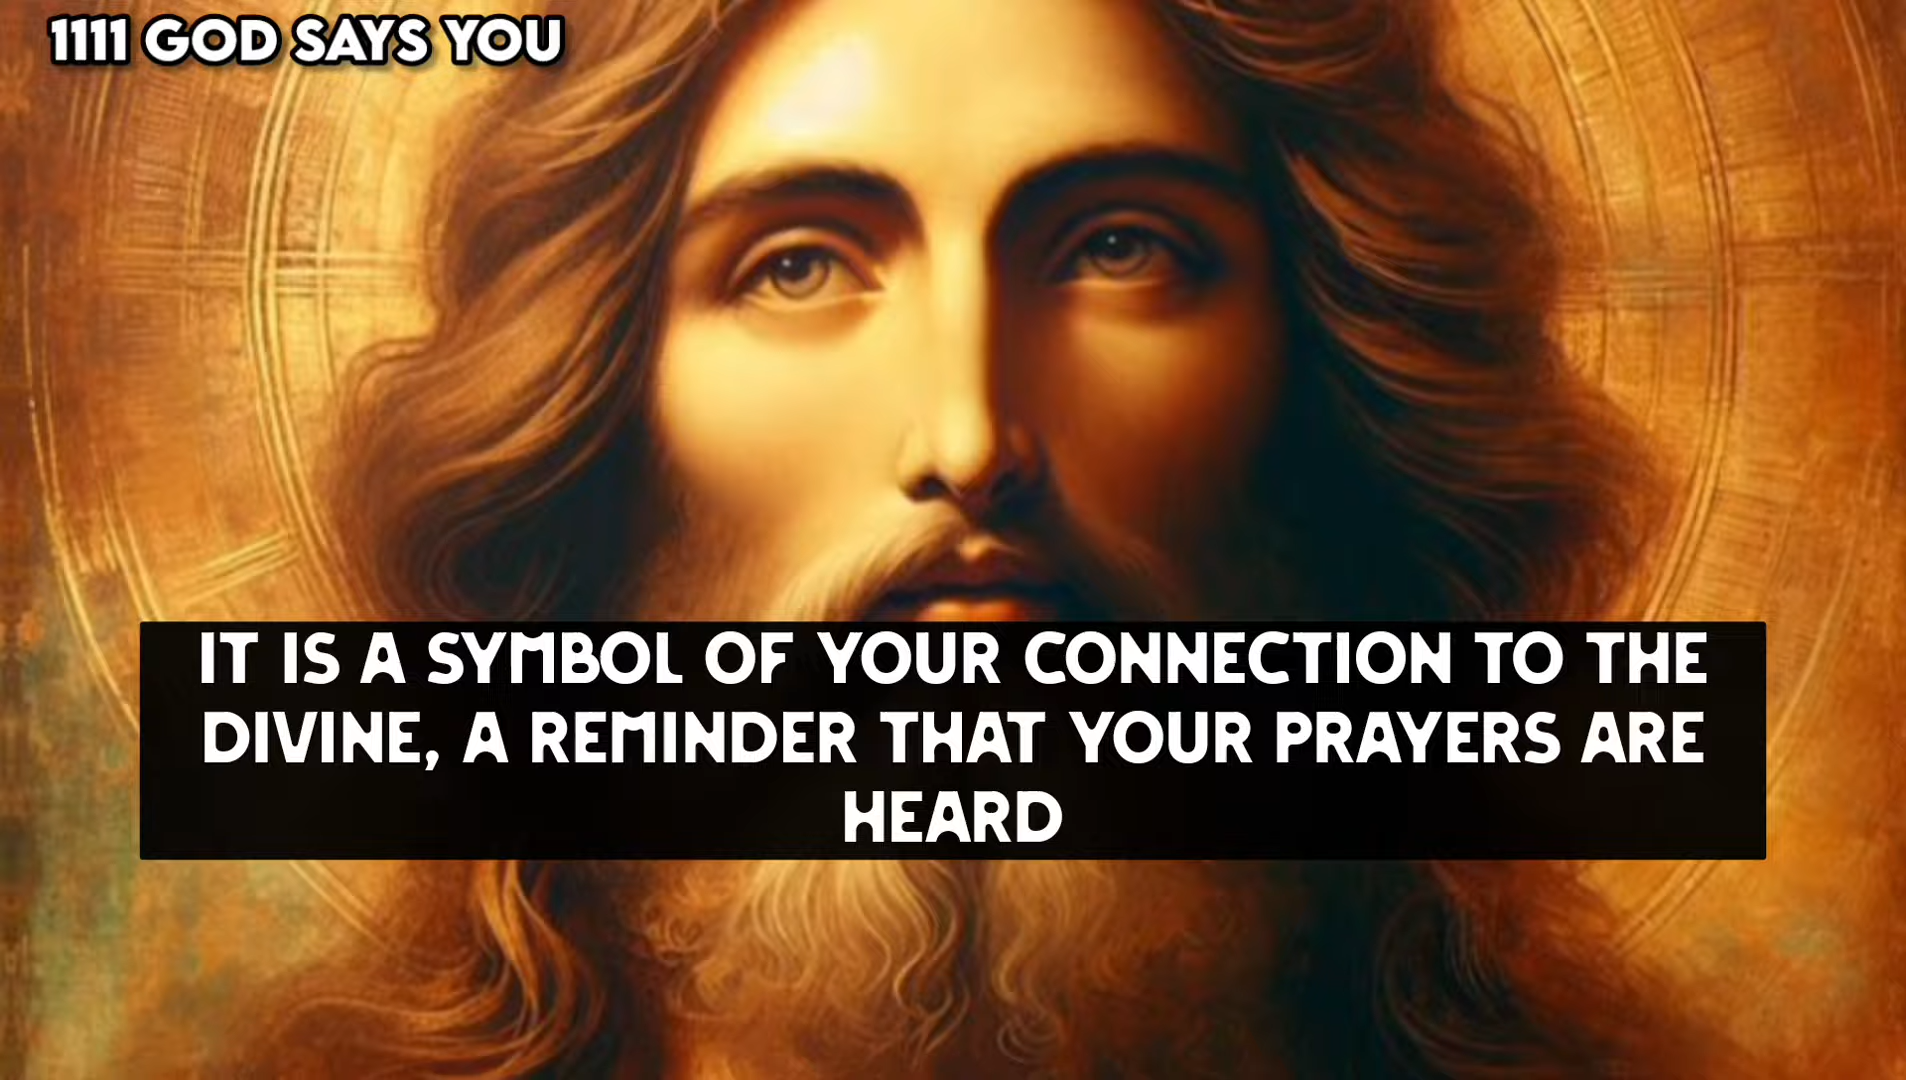 1111 GOD SAYS YOU
IT IS A SYMBOL OF YOUR CONNECTION TO THE
DIVINE, A REMINDER THAT YOUR PRAYERS ARE
HEARD